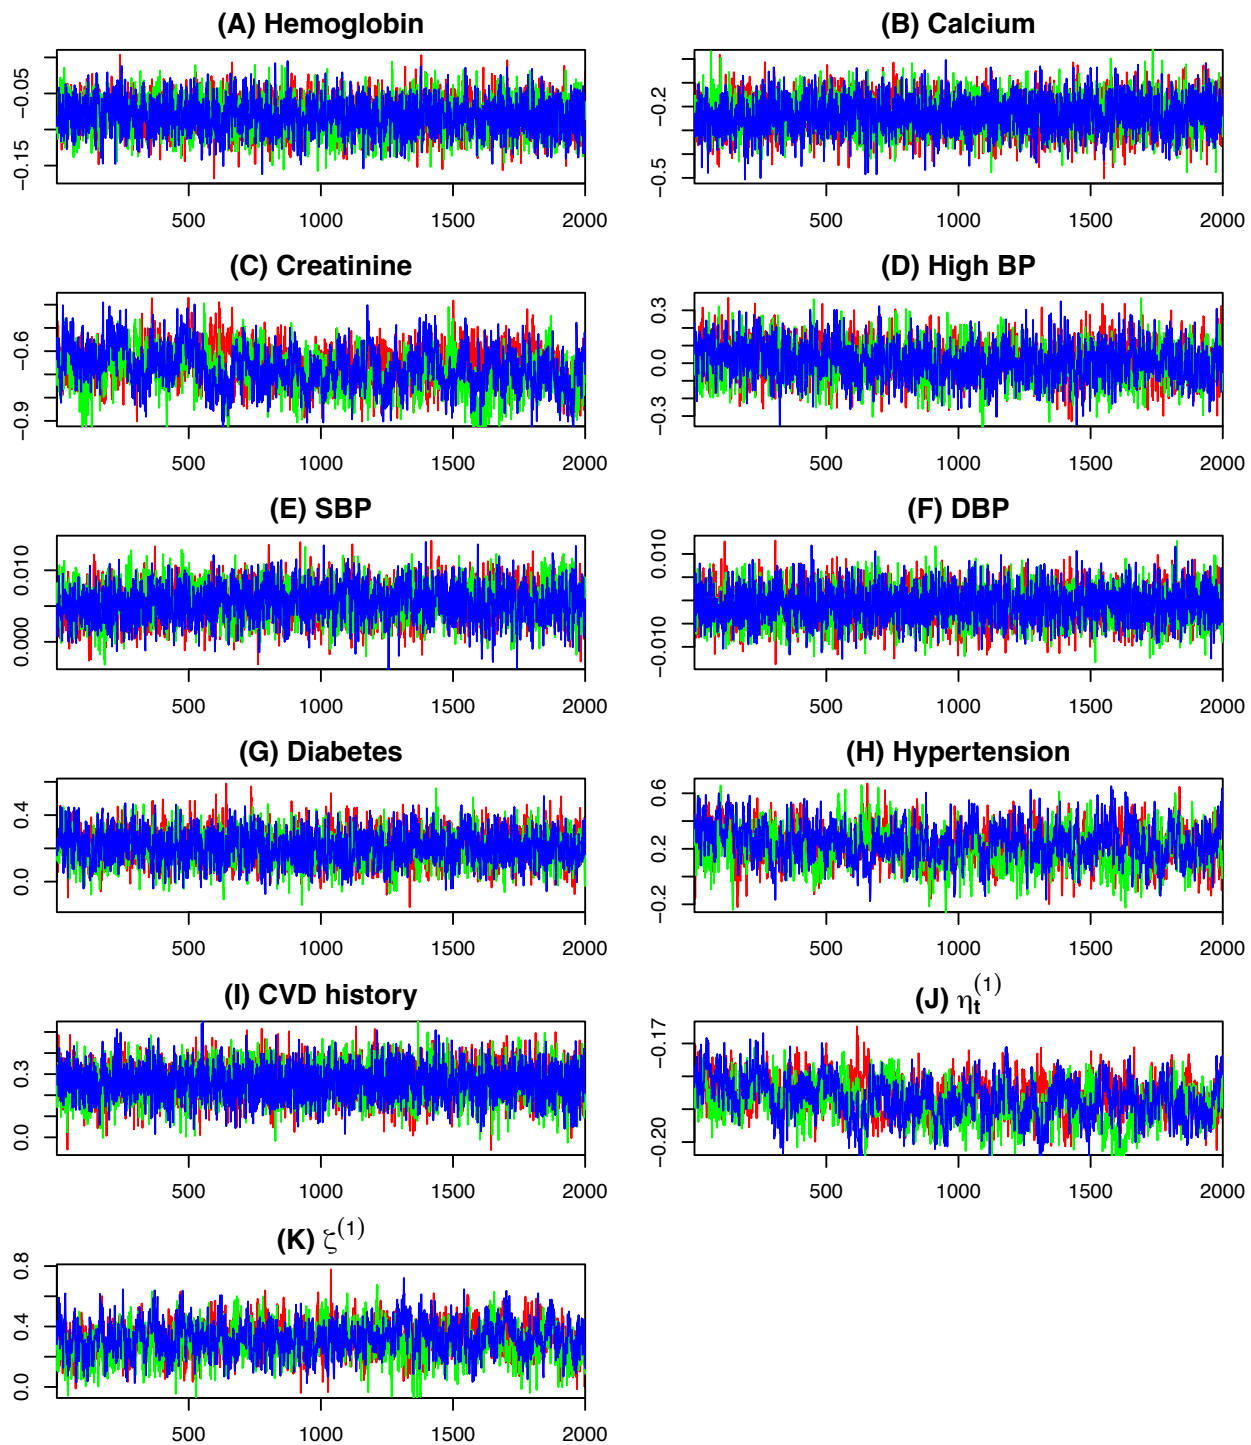 (A) Hemoglobin
-0.05
-0.15
500 1000 1500 2000
(B) Calcium
-0.2
-0.5
500 1000 1500 2000
(C) Creatinine
-0.6
-0.9
500 1000 1500 2000
(D) High BP
0.3
0.0
-0.3
500 1000 1500 2000
(E) SBP
0.010
0.000
500 1000 1500 2000
(F) DBP
0.010
-0.010
500 1000 1500 2000
(G) Diabetes
0.4
0.0
500 1000 1500 2000
(H) Hypertension
0.6
0.2
-0.2
500 1000 1500 2000
(I) CVD history
0.3
0.0
500 1000 1500 2000
(J) η_t^(1)
-0.17
-0.20
500 1000 1500 2000
(K) ζ^(1)
0.8
0.4
0.0
500 1000 1500 2000